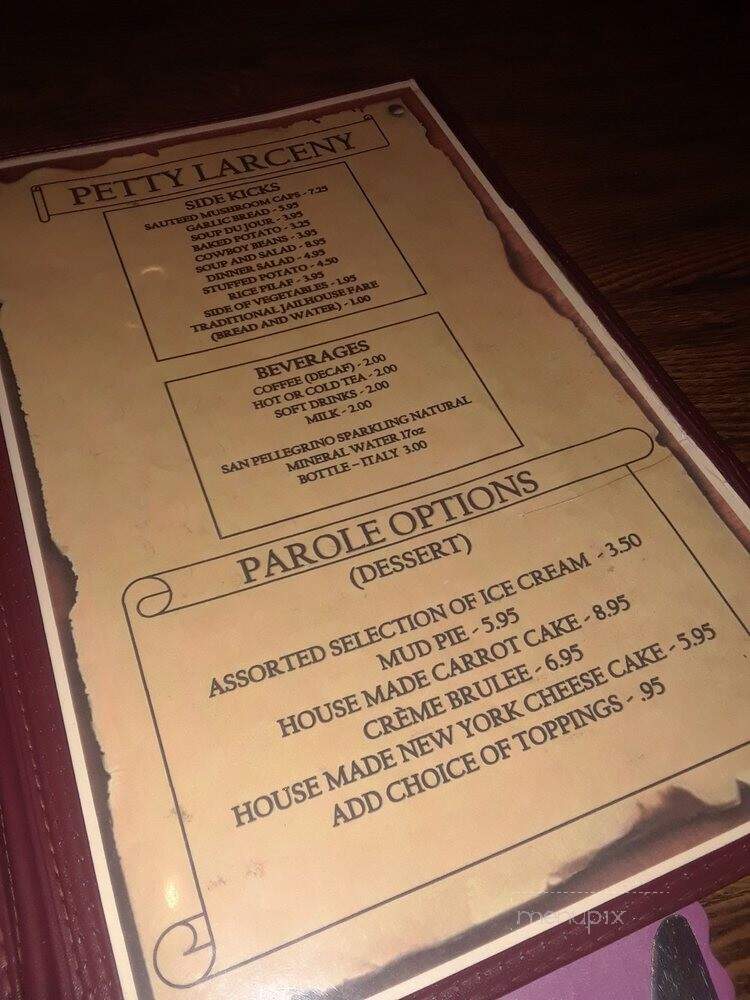 PETTY LARCENY
SIDE KICKS
SAUTEED MUSHROOM CAPS - 7.25
GARLIC BREAD - 5.95
SOUP DU JOUR - 3.95
BAKED POTATO - 3.25
COWBOY BEANS - 3.95
SOUP AND SALAD - 8.95
DINNER SALAD - 4.95
STUFFED POTATO - 4.50
RICE PILAF - 3.95
SIDE OF VEGETABLES - 1.95
TRADITIONAL JAILHOUSE FARE
(BREAD AND WATER) - 1.00
BEVERAGES
COFFEE (DECAF) - 2.00
HOT OR COLD TEA - 2.00
SOFT DRINKS - 2.00
MILK - 2.00
SAN PELLEGRINO SPARKLING NATURAL
MINERAL WATER 17oz
BOTTLE – ITALY 3.00
PAROLE OPTIONS
(DESSERT)
ASSORTED SELECTION OF ICE CREAM - 3.50
MUD PIE - 5.95
HOUSE MADE CARROT CAKE - 8.95
CRÈME BRULEE - 6.95
HOUSE MADE NEW YORK CHEESE CAKE - 5.95
ADD CHOICE OF TOPPINGS - .95
menupix